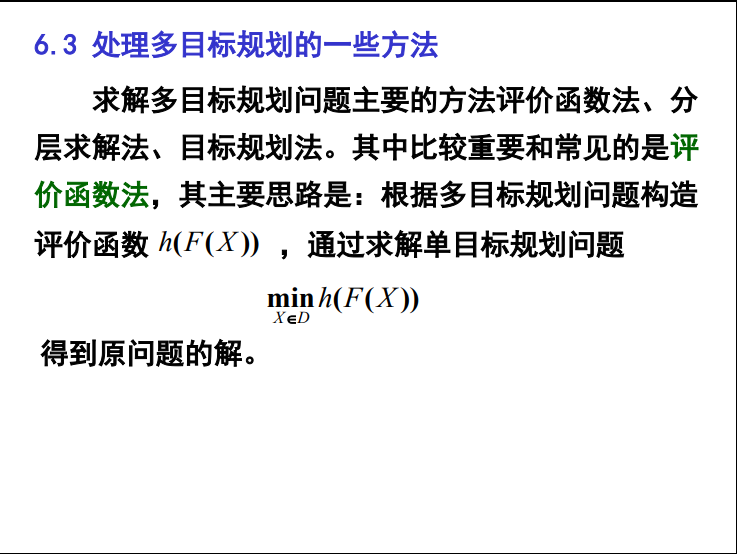 6.3 处理多目标规划的一些方法
求解多目标规划问题主要的方法评价函数法、分
层求解法、目标规划法。其中比较重要和常见的是评
价函数法，其主要思路是：根据多目标规划问题构造
评价函数 h(F(X)) ，通过求解单目标规划问题
min h(F(X))
X∈D
得到原问题的解。